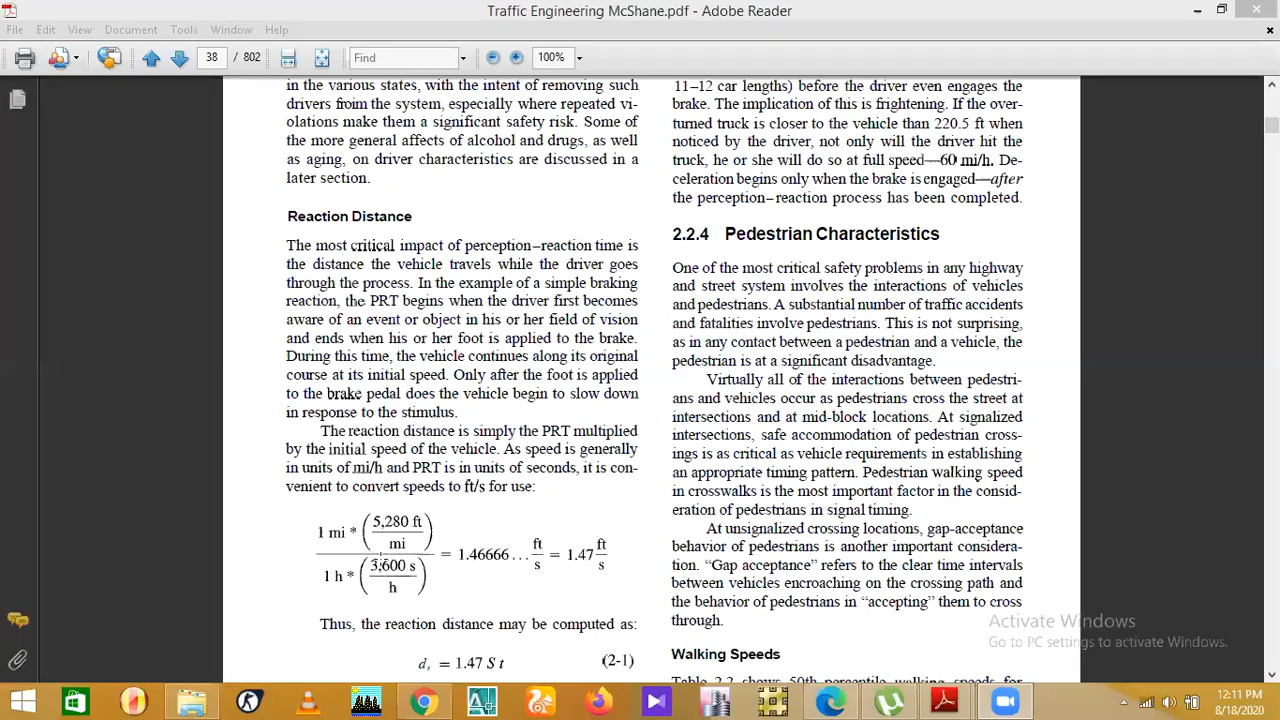 Traffic Engineering McShane.pdf - Adobe Reader
File Edit View Document Tools Window Help
38 / 802 Find 100%
in the various states, with the intent of removing such
drivers from the system, especially where repeated vi-
olations make them a significant safety risk. Some of
the more general affects of alcohol and drugs, as well
as aging, on driver characteristics are discussed in a
later section.
Reaction Distance
The most critical impact of perception–reaction time is
the distance the vehicle travels while the driver goes
through the process. In the example of a simple braking
reaction, the PRT begins when the driver first becomes
aware of an event or object in his or her field of vision
and ends when his or her foot is applied to the brake.
During this time, the vehicle continues along its original
course at its initial speed. Only after the foot is applied
to the brake pedal does the vehicle begin to slow down
in response to the stimulus.
The reaction distance is simply the PRT multiplied
by the initial speed of the vehicle. As speed is generally
in units of mi/h and PRT is in units of seconds, it is con-
venient to convert speeds to ft/s for use:
1 mi * (5,280 ft / mi)
1 h * (3,600 s / h)
= 1.46666 . . . ft/s = 1.47 ft/s
Thus, the reaction distance may be computed as:
dr = 1.47 S t (2-1)
11–12 car lengths) before the driver even engages the
brake. The implication of this is frightening. If the over-
turned truck is closer to the vehicle than 220.5 ft when
noticed by the driver, not only will the driver hit the
truck, he or she will do so at full speed—60 mi/h. De-
celeration begins only when the brake is engaged—after
the perception–reaction process has been completed.
2.2.4 Pedestrian Characteristics
One of the most critical safety problems in any highway
and street system involves the interactions of vehicles
and pedestrians. A substantial number of traffic accidents
and fatalities involve pedestrians. This is not surprising,
as in any contact between a pedestrian and a vehicle, the
pedestrian is at a significant disadvantage.
Virtually all of the interactions between pedestri-
ans and vehicles occur as pedestrians cross the street at
intersections and at mid-block locations. At signalized
intersections, safe accommodation of pedestrian cross-
ings is as critical as vehicle requirements in establishing
an appropriate timing pattern. Pedestrian walking speed
in crosswalks is the most important factor in the consid-
eration of pedestrians in signal timing.
At unsignalized crossing locations, gap-acceptance
behavior of pedestrians is another important considera-
tion. “Gap acceptance” refers to the clear time intervals
between vehicles encroaching on the crossing path and
the behavior of pedestrians in “accepting” them to cross
through.
Walking Speeds
Table 2.2 shows 50th percentile walking speeds for
Activate Windows
Go to PC settings to activate Windows.
12:11 PM
8/18/2020